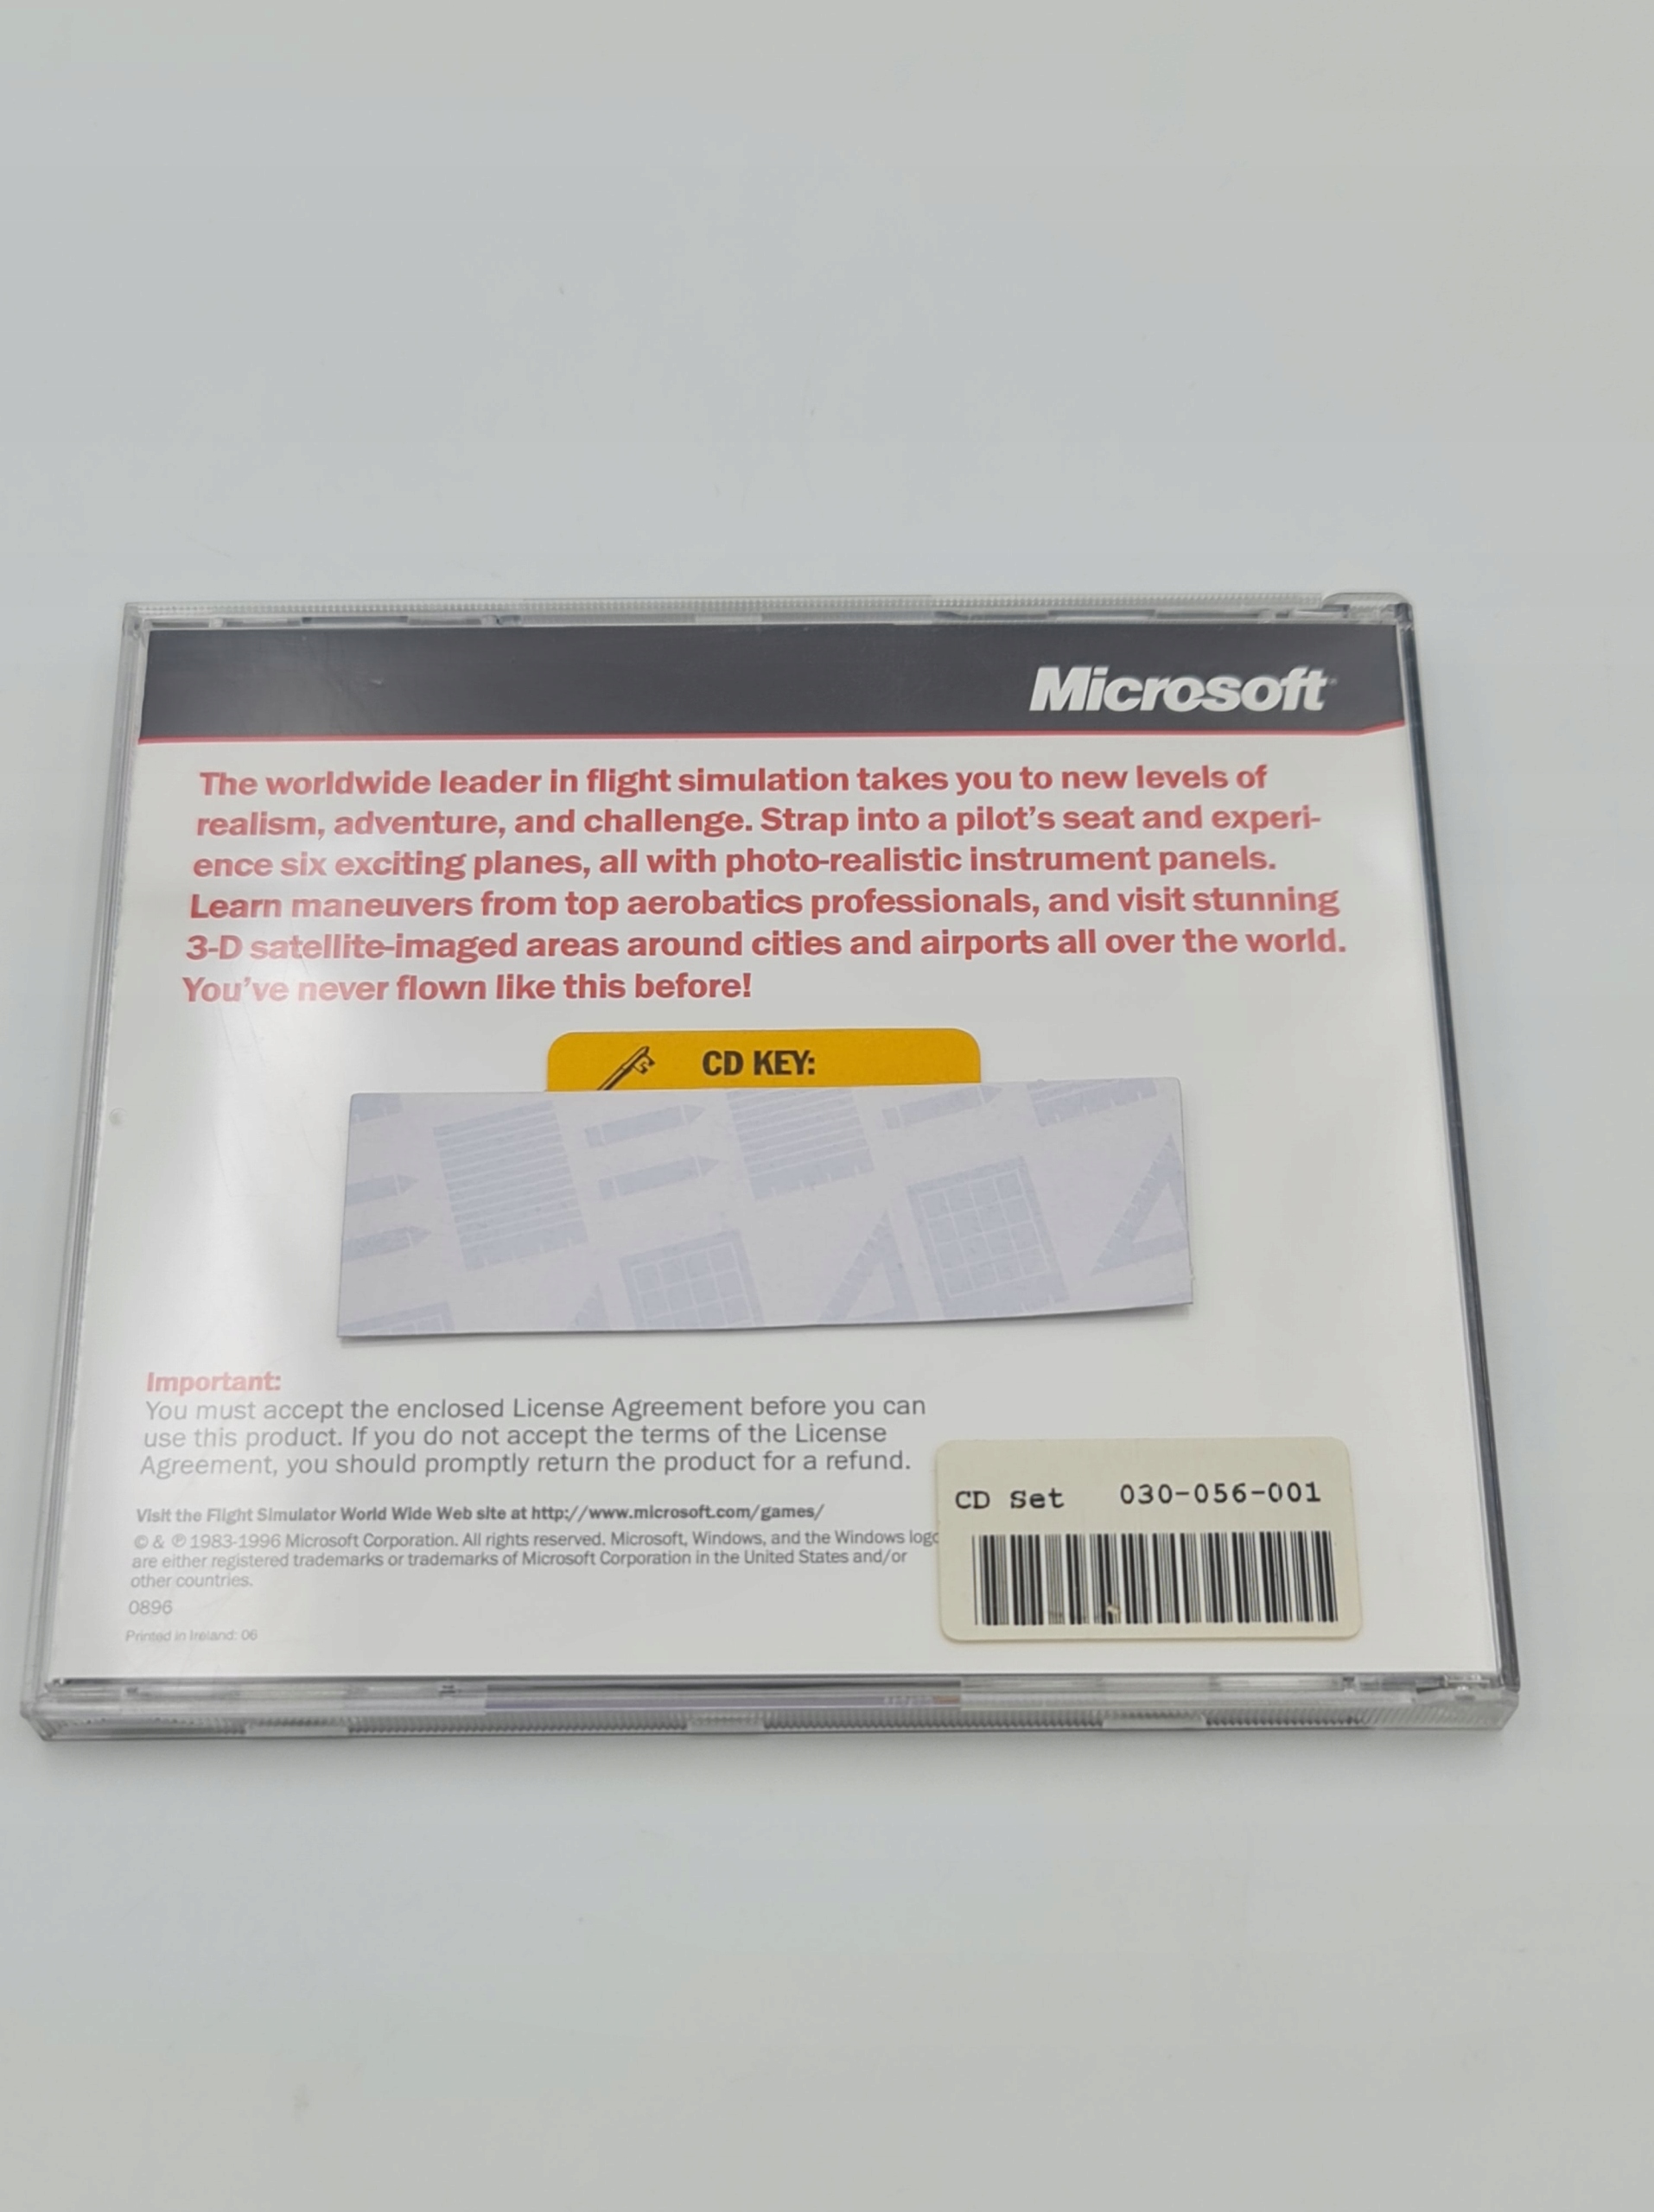 Microsoft
The worldwide leader in flight simulation takes you to new levels of
realism, adventure, and challenge. Strap into a pilot's seat and experi-
ence six exciting planes, all with photo-realistic instrument panels.
Learn maneuvers from top aerobatics professionals, and visit stunning
3-D satellite-imaged areas around cities and airports all over the world.
You've never flown like this before!
CD KEY:
Important:
You must accept the enclosed License Agreement before you can
use this product. If you do not accept the terms of the License
Agreement, you should promptly return the product for a refund.
Visit the Flight Simulator World Wide Web site at http://www.microsoft.com/games/
© & ℗ 1983-1996 Microsoft Corporation. All rights reserved. Microsoft, Windows, and the Windows logo
are either registered trademarks or trademarks of Microsoft Corporation in the United States and/or
other countries.
0896
Printed in Ireland: 06
CD Set 030-056-001